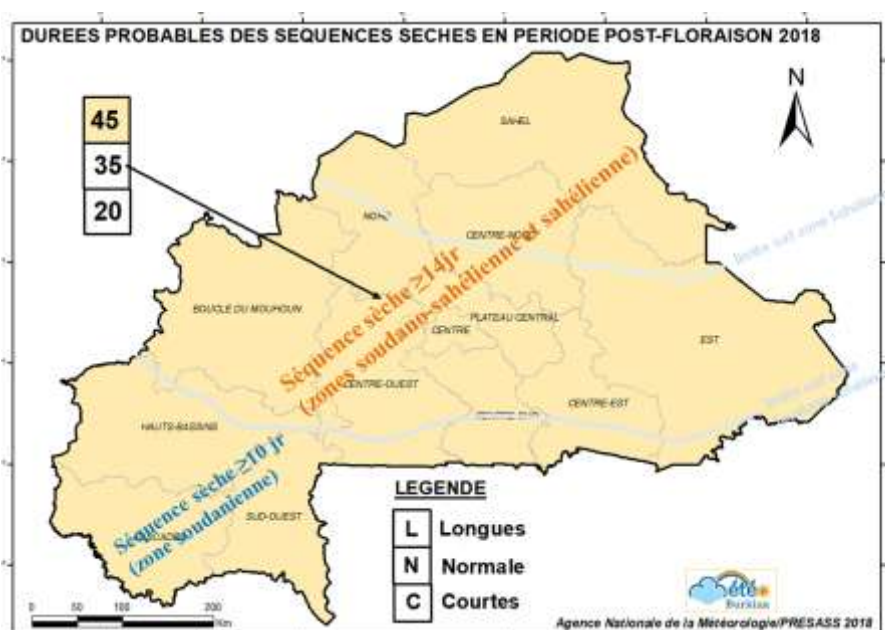 DUREES PROBABLES DES SEQUENCES SECHES EN PERIODE POST-FLORAISON 2018
N
45
35
20
SAHEL
NORD
CENTRE-NORD
BOUCLE DU MOUHOUN
PLATEAU CENTRAL
CENTRE
EST
CENTRE-OUEST
CENTRE-EST
HAUTS-BASSINS
SUD-OUEST
CASCADES
Séquence sèche ≥14jr
(zones soudano-sahélienne et sahélienne)
Séquence sèche ≥10 jr
(zone soudanienne)
LEGENDE
L Longues
N Normale
C Courtes
0 50 100 200
Km
été
Burkina
Agence Nationale de la Météorologie/PRESASS 2018